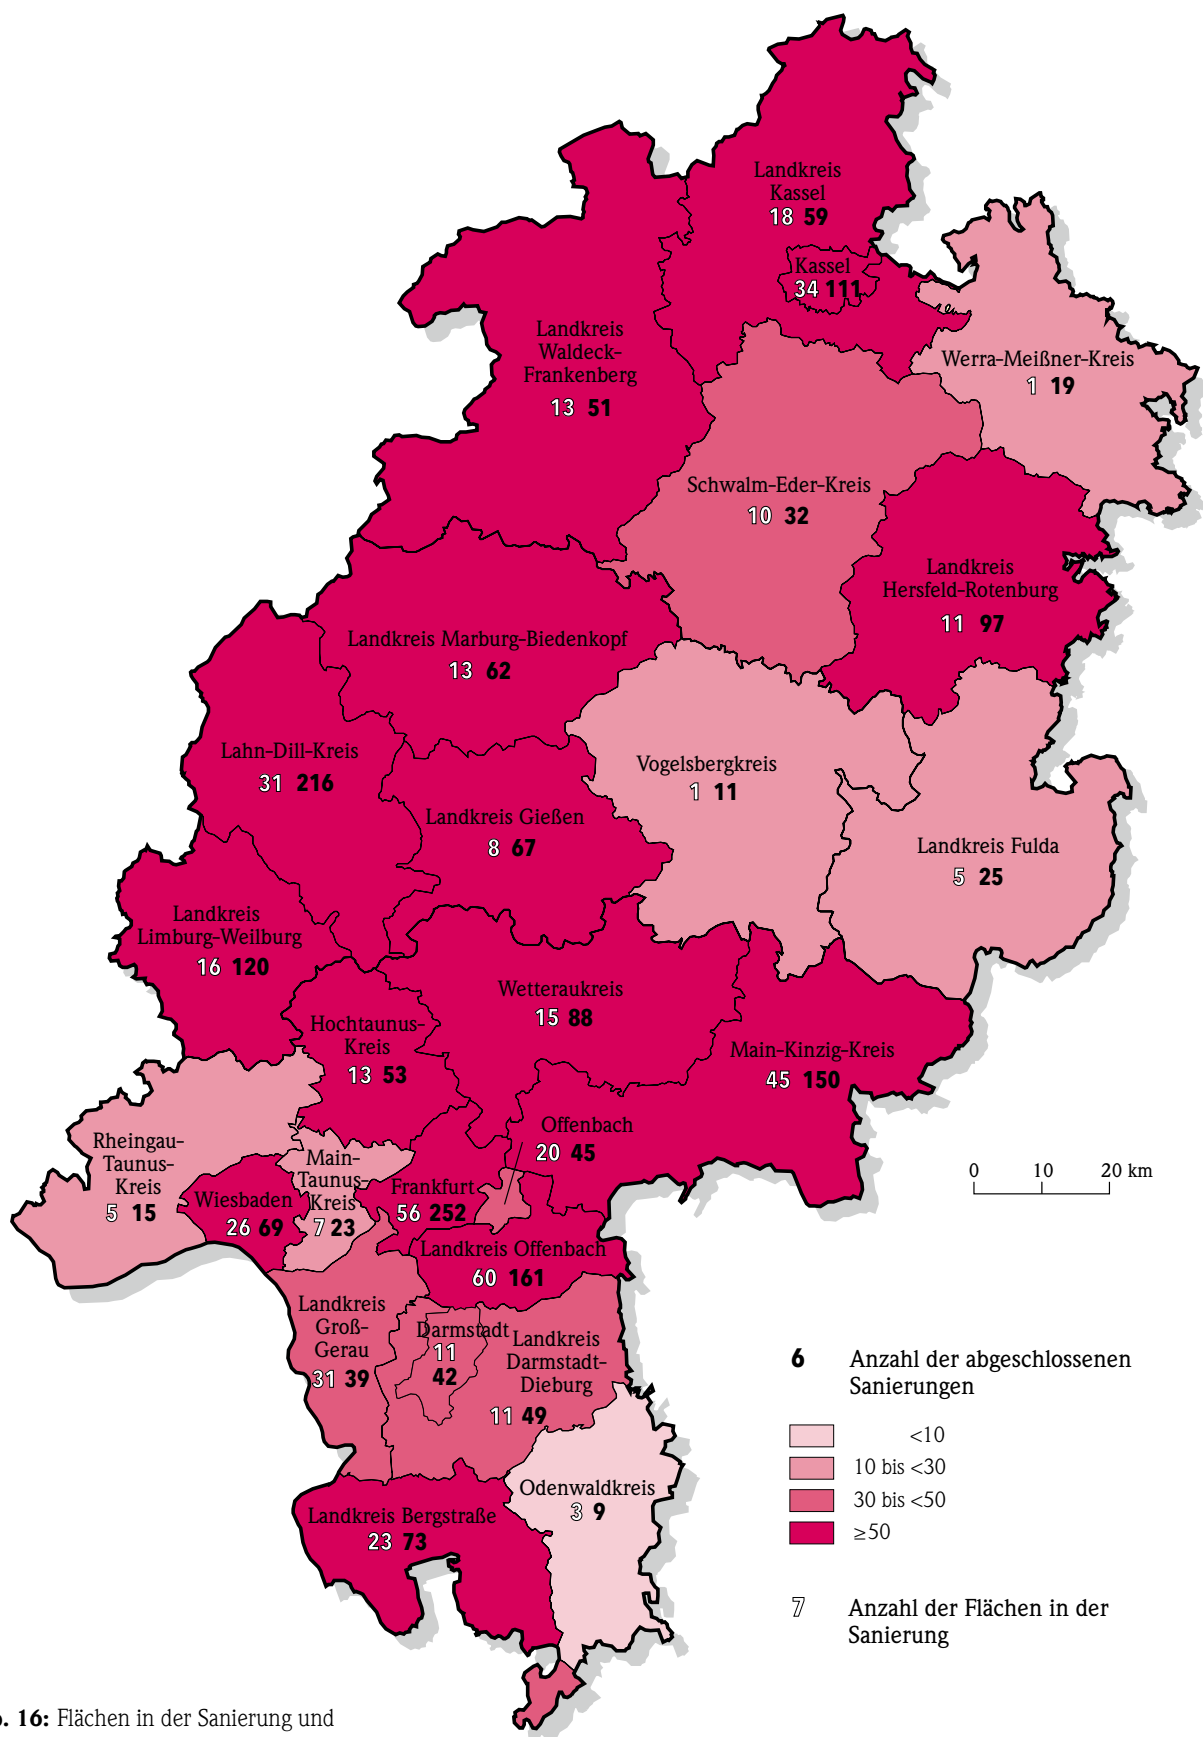 Landkreis
Kassel
18 59
Kassel
34 111
Landkreis
Waldeck-
Frankenberg
13 51
Werra-Meißner-Kreis
1 19
Schwalm-Eder-Kreis
10 32
Landkreis
Hersfeld-Rotenburg
11 97
Landkreis Marburg-Biedenkopf
13 62
Lahn-Dill-Kreis
31 216
Vogelsbergkreis
1 11
Landkreis Gießen
8 67
Landkreis Fulda
5 25
Landkreis
Limburg-Weilburg
16 120
Wetteraukreis
15 88
Hochtaunus-
Kreis
13 53
Main-Kinzig-Kreis
45 150
Offenbach
20 45
Rheingau-
Taunus-
Kreis
5 15
Main-
Taunus-
Kreis
7 23
Wiesbaden
26 69
Frankfurt
56 252
0 10 20 km
Landkreis Offenbach
60 161
Landkreis
Groß-
Gerau
31 39
Darmstadt
11
42
Landkreis
Darmstadt-
Dieburg
11 49
Odenwaldkreis
3 9
Landkreis Bergstraße
23 73
6 Anzahl der abgeschlossenen
Sanierungen
<10
10 bis <30
30 bis <50
≥50
7 Anzahl der Flächen in der
Sanierung
. 16: Flächen in der Sanierung und